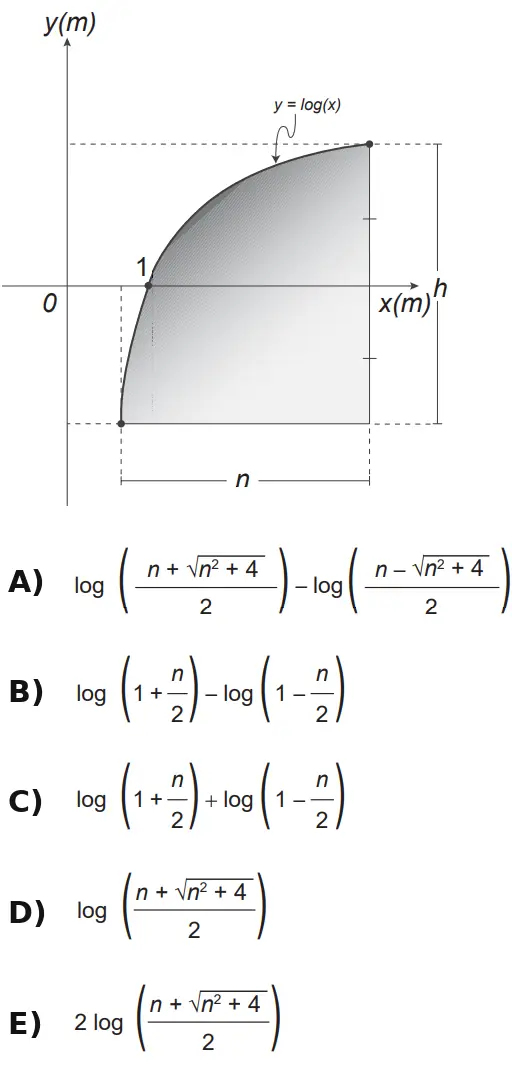 y(m)
y = log(x)
1
0
x(m)
h
n
A) log ( (n + √(n² + 4)) / 2 ) – log ( (n – √(n² + 4)) / 2 )
B) log ( 1 + n/2 ) – log ( 1 – n/2 )
C) log ( 1 + n/2 ) + log ( 1 – n/2 )
D) log ( (n + √(n² + 4)) / 2 )
E) 2 log ( (n + √(n² + 4)) / 2 )